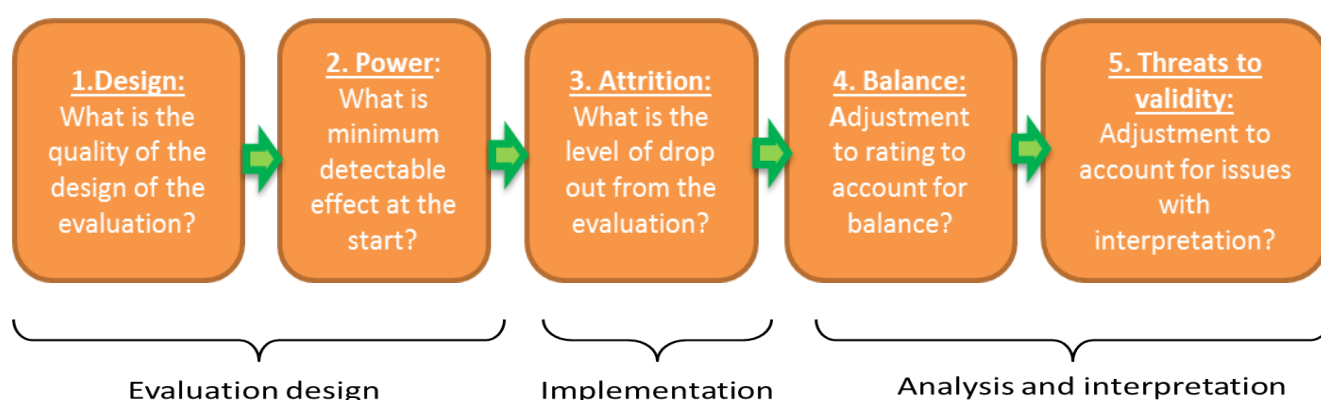 1.Design:
What is the
quality of the
design of the
evaluation?
2. Power:
What is
minimum
detectable
effect at the
start?
3. Attrition:
What is the
level of drop
out from the
evaluation?
4. Balance:
Adjustment
to rating to
account for
balance?
5. Threats to
validity:
Adjustment to
account for issues
with
interpretation?
Evaluation design
Implementation
Analysis and interpretation